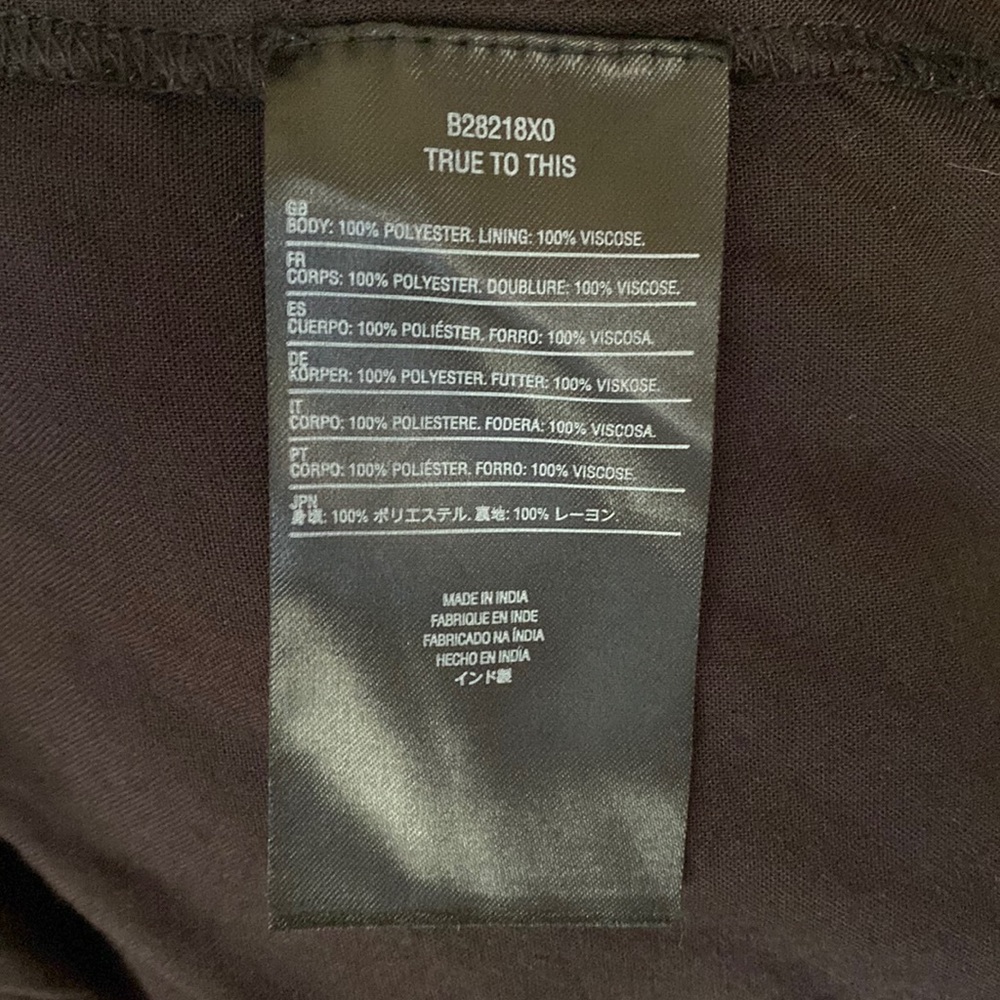 B28218X0
TRUE TO THIS
GB
BODY: 100% POLYESTER. LINING: 100% VISCOSE.
FR
CORPS: 100% POLYESTER. DOUBLURE: 100% VISCOSE.
ES
CUERPO: 100% POLIÉSTER. FORRO: 100% VISCOSA.
DE
KÖRPER: 100% POLYESTER. FUTTER: 100% VISKOSE.
IT
CORPO: 100% POLIESTERE. FODERA: 100% VISCOSA.
PT
CORPO: 100% POLIÉSTER. FORRO: 100% VISCOSE.
JPN
身頃: 100% ポリエステル. 裏地: 100% レーヨン.
MADE IN INDIA
FABRIQUE EN INDE
FABRICADO NA ÍNDIA
HECHO EN INDÍA
インド製